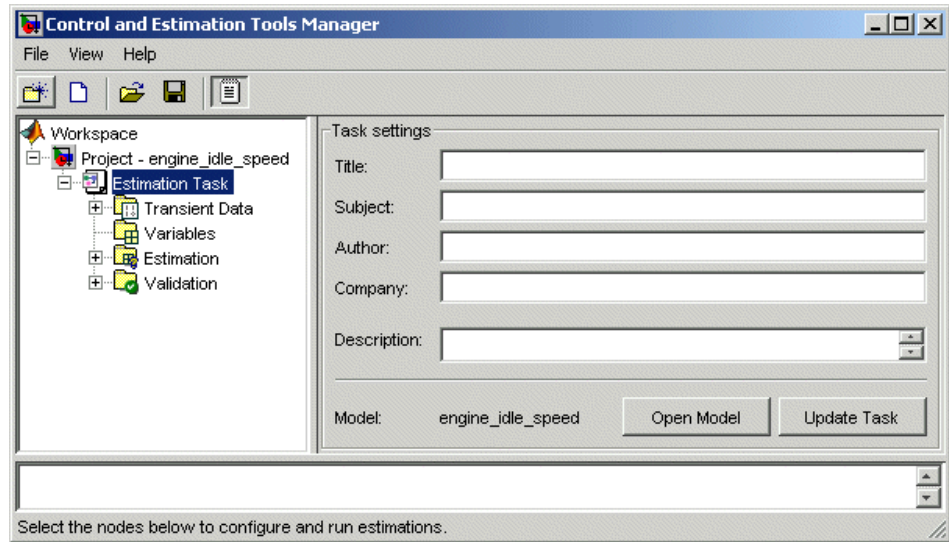 Control and Estimation Tools Manager
File View Help
Workspace
Project - engine_idle_speed
Estimation Task
Transient Data
Variables
Estimation
Validation
Task settings
Title:
Subject:
Author:
Company:
Description:
Model: engine_idle_speed Open Model Update Task
Select the nodes below to configure and run estimations.